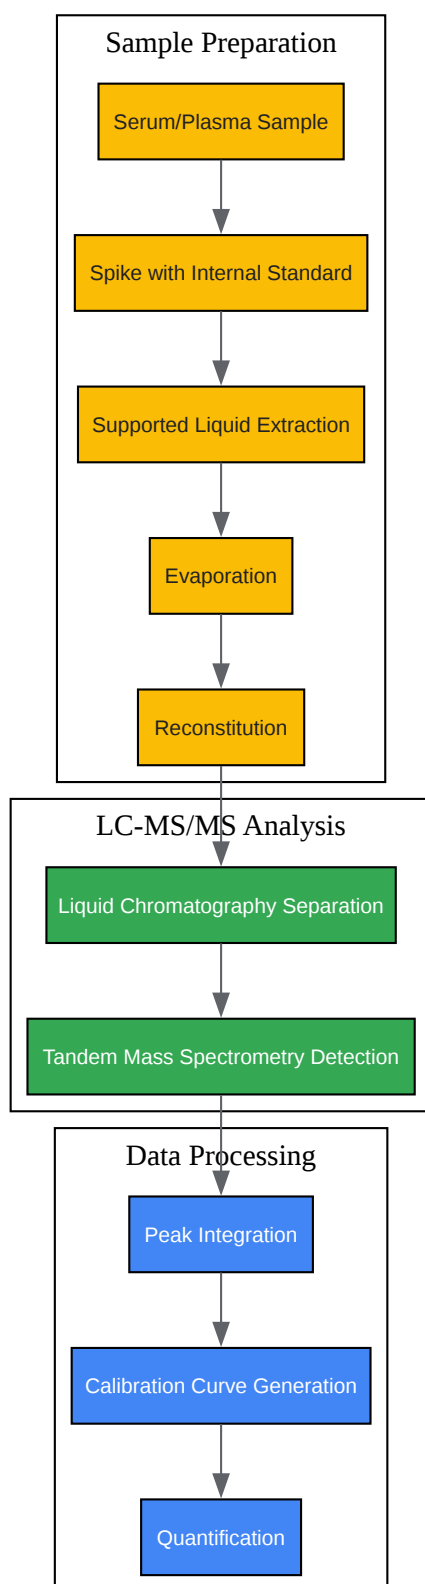 Sample Preparation
Serum/Plasma Sample
Spike with Internal Standard
Supported Liquid Extraction
Evaporation
Reconstitution
LC-MS/MS Analysis
Liquid Chromatography Separation
Tandem Mass Spectrometry Detection
Data Processing
Peak Integration
Calibration Curve Generation
Quantification